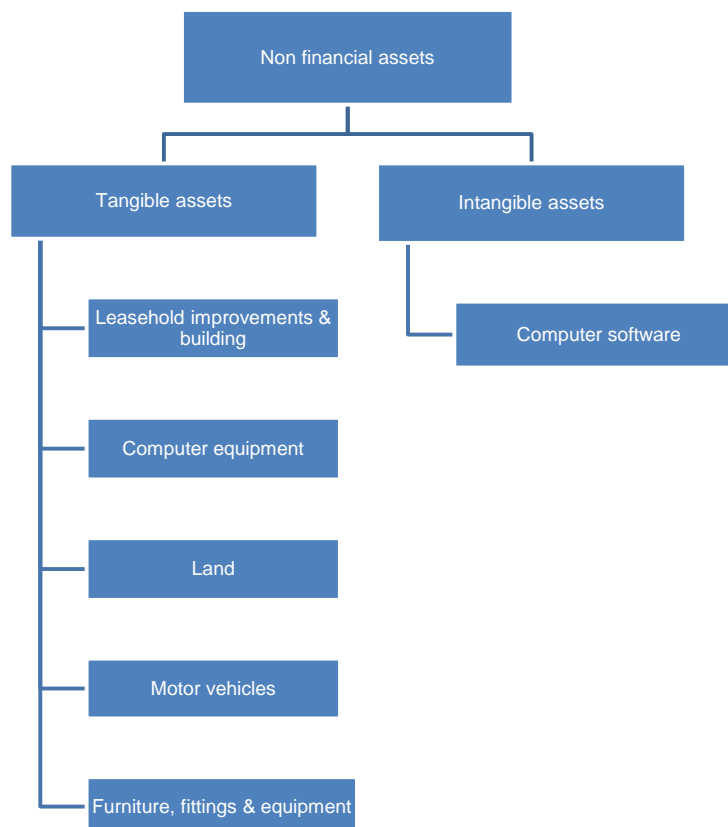 Non financial assets
Tangible assets
Intangible assets
Leasehold improvements &
building
Computer software
Computer equipment
Land
Motor vehicles
Furniture, fittings & equipment